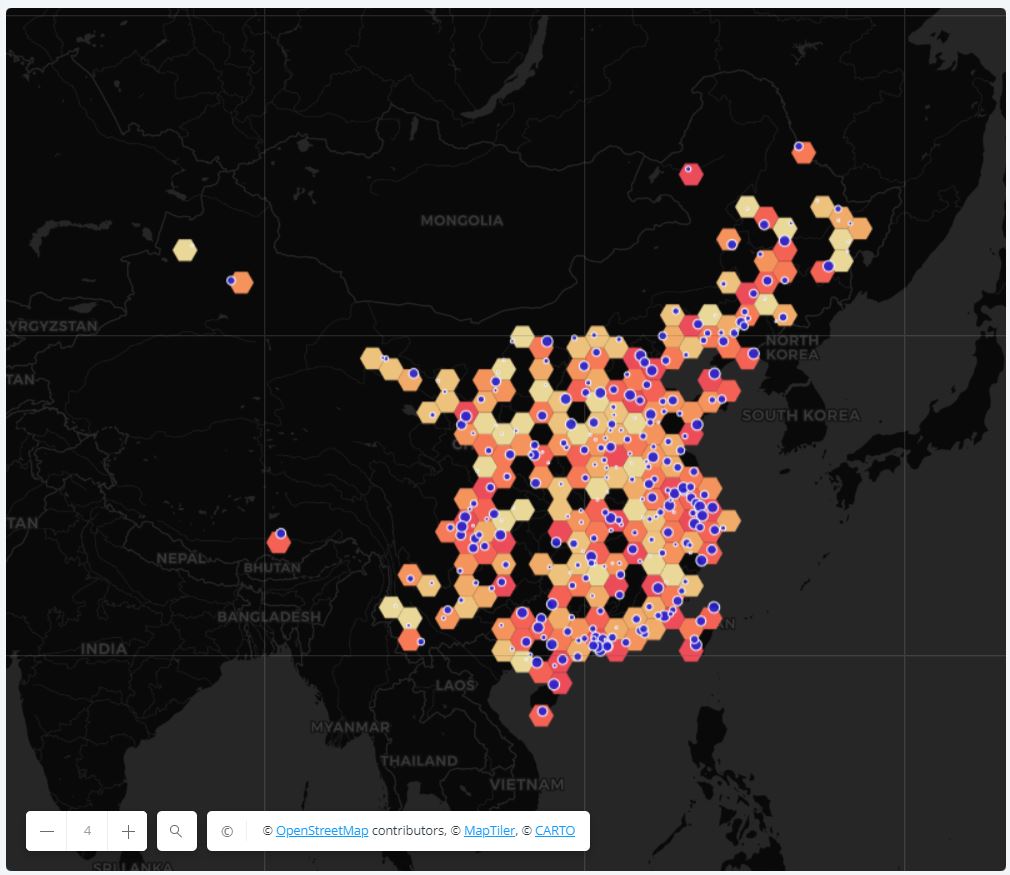 MONGOLIA
KYRGYZSTAN
NORTH
KOREA
TAN
SOUTH KOREA
TAN
NEPAL
BHUTAN
BANGLADESH
AN
INDIA
LAOS
MYANMAR
THAILAND
VIETNAM
4
© © OpenStreetMap contributors, © MapTiler, © CARTO
SRI LANKA